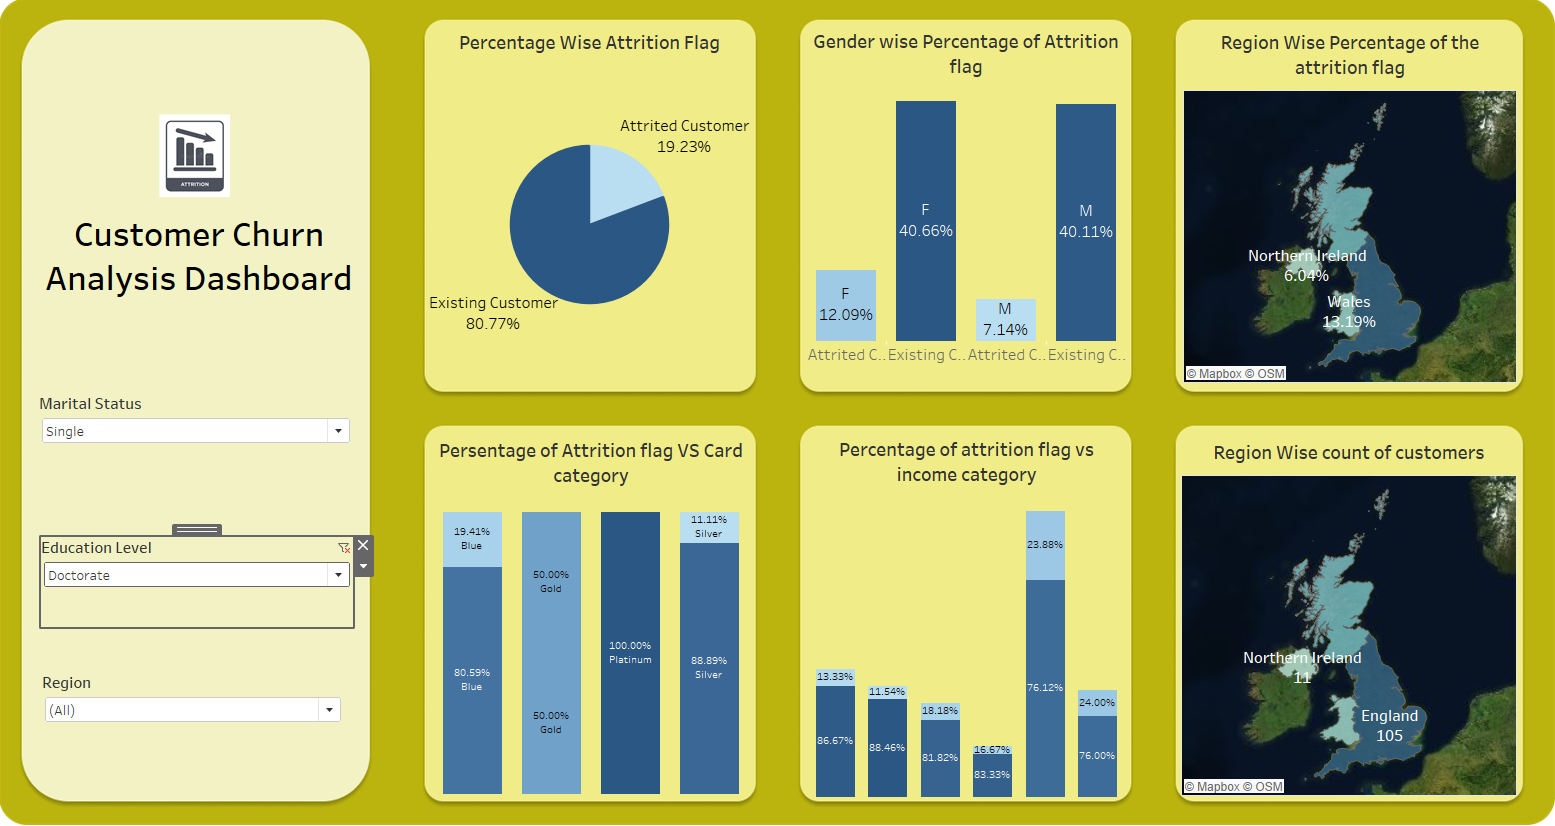 ATTRITION
Customer Churn
Analysis Dashboard
Marital Status
Single
Education Level
Doctorate
Region
(All)
Percentage Wise Attrition Flag
Attrited Customer
19.23%
Existing Customer
80.77%
Gender wise Percentage of Attrition
flag
F
12.09%
F
40.66%
M
7.14%
M
40.11%
Attrited C.. Existing C.. Attrited C.. Existing C..
Region Wise Percentage of the
attrition flag
Northern Ireland
6.04%
Wales
13.19%
© Mapbox © OSM
Persentage of Attrition flag VS Card
category
19.41%
Blue
80.59%
Blue
50.00%
Gold
50.00%
Gold
100.00%
Platinum
11.11%
Silver
88.89%
Silver
Percentage of attrition flag vs
income category
13.33%
86.67%
11.54%
88.46%
18.18%
81.82%
16.67%
83.33%
23.88%
76.12%
24.00%
76.00%
Region Wise count of customers
Northern Ireland
11
England
105
© Mapbox © OSM